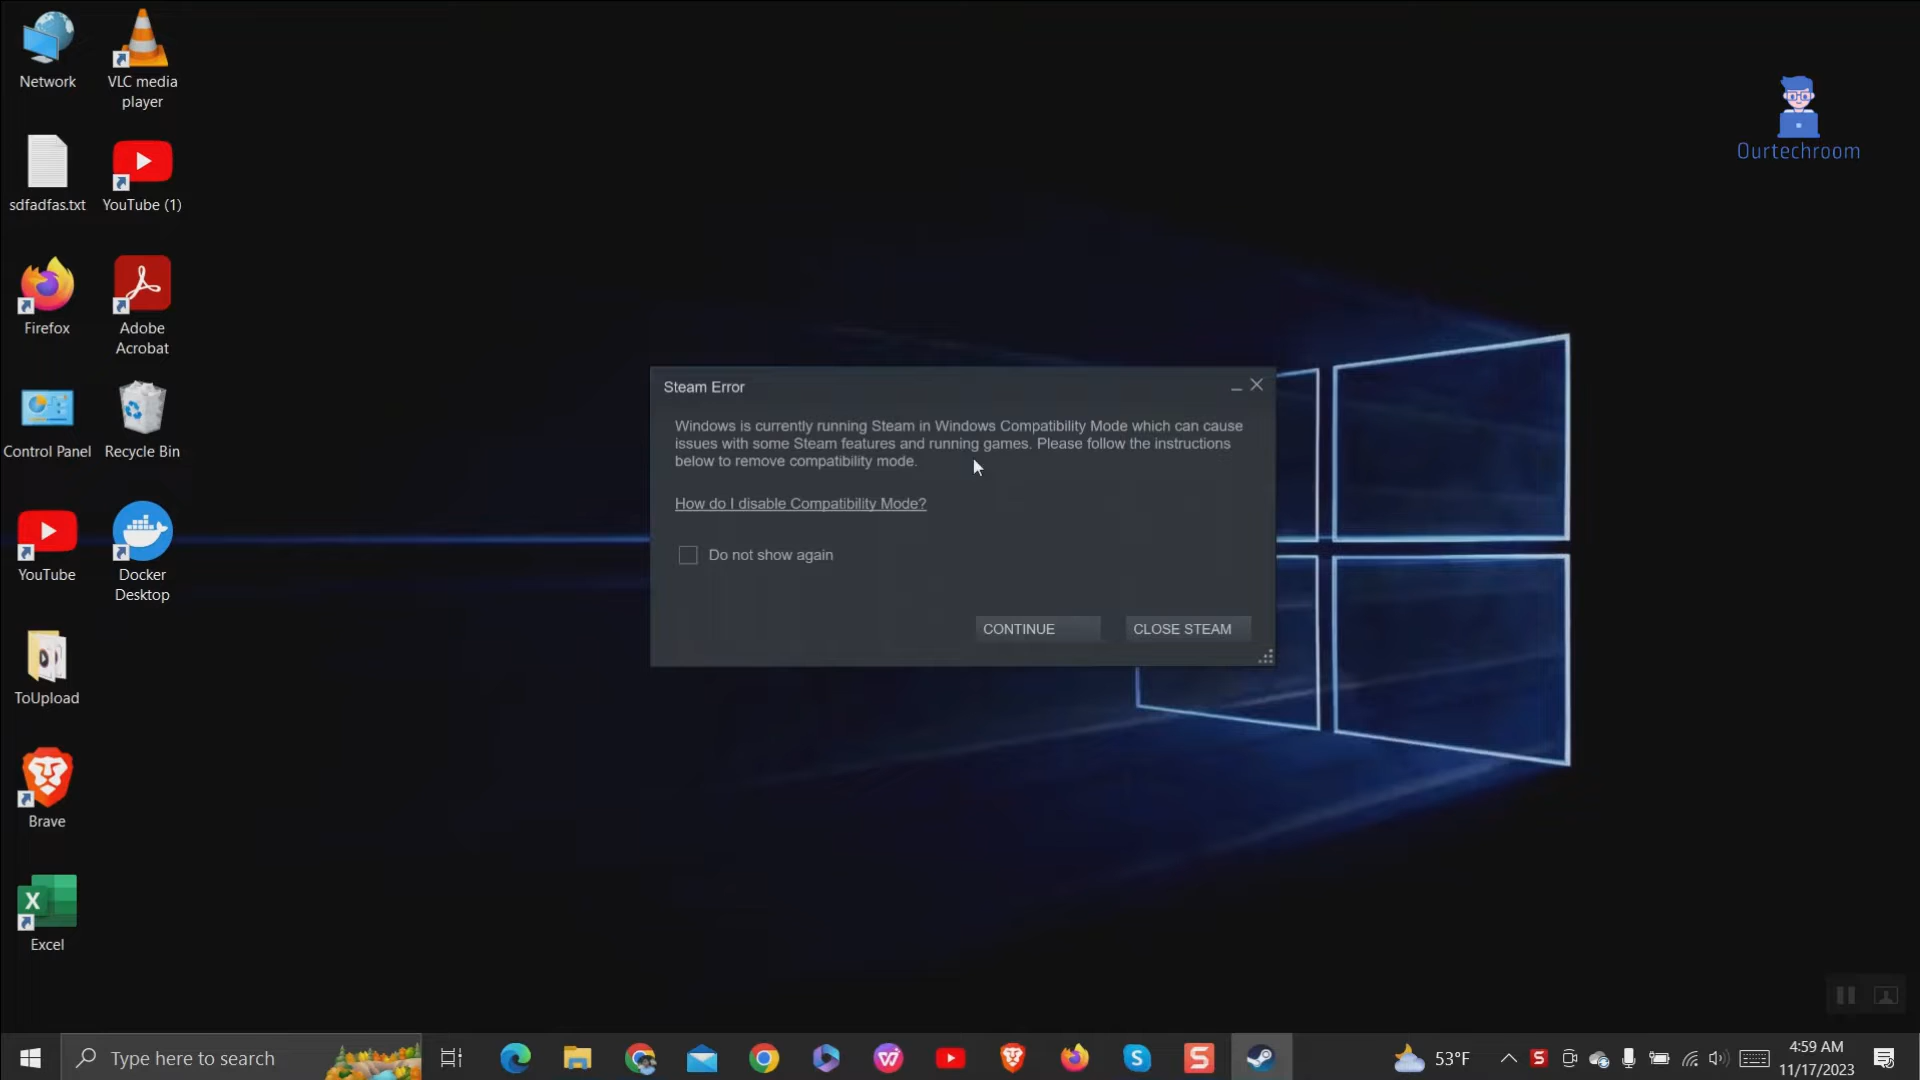 Network
VLC media
player
sdfadfas.txt
YouTube (1)
Firefox
Adobe
Acrobat
Control Panel
Recycle Bin
YouTube
Docker
Desktop
ToUpload
Brave
Excel
Ourtechroom
Steam Error
Windows is currently running Steam in Windows Compatibility Mode which can cause
issues with some Steam features and running games. Please follow the instructions
below to remove compatibility mode.
How do I disable Compatibility Mode?
Do not show again
CONTINUE
CLOSE STEAM
Type here to search
53°F
4:59 AM
11/17/2023